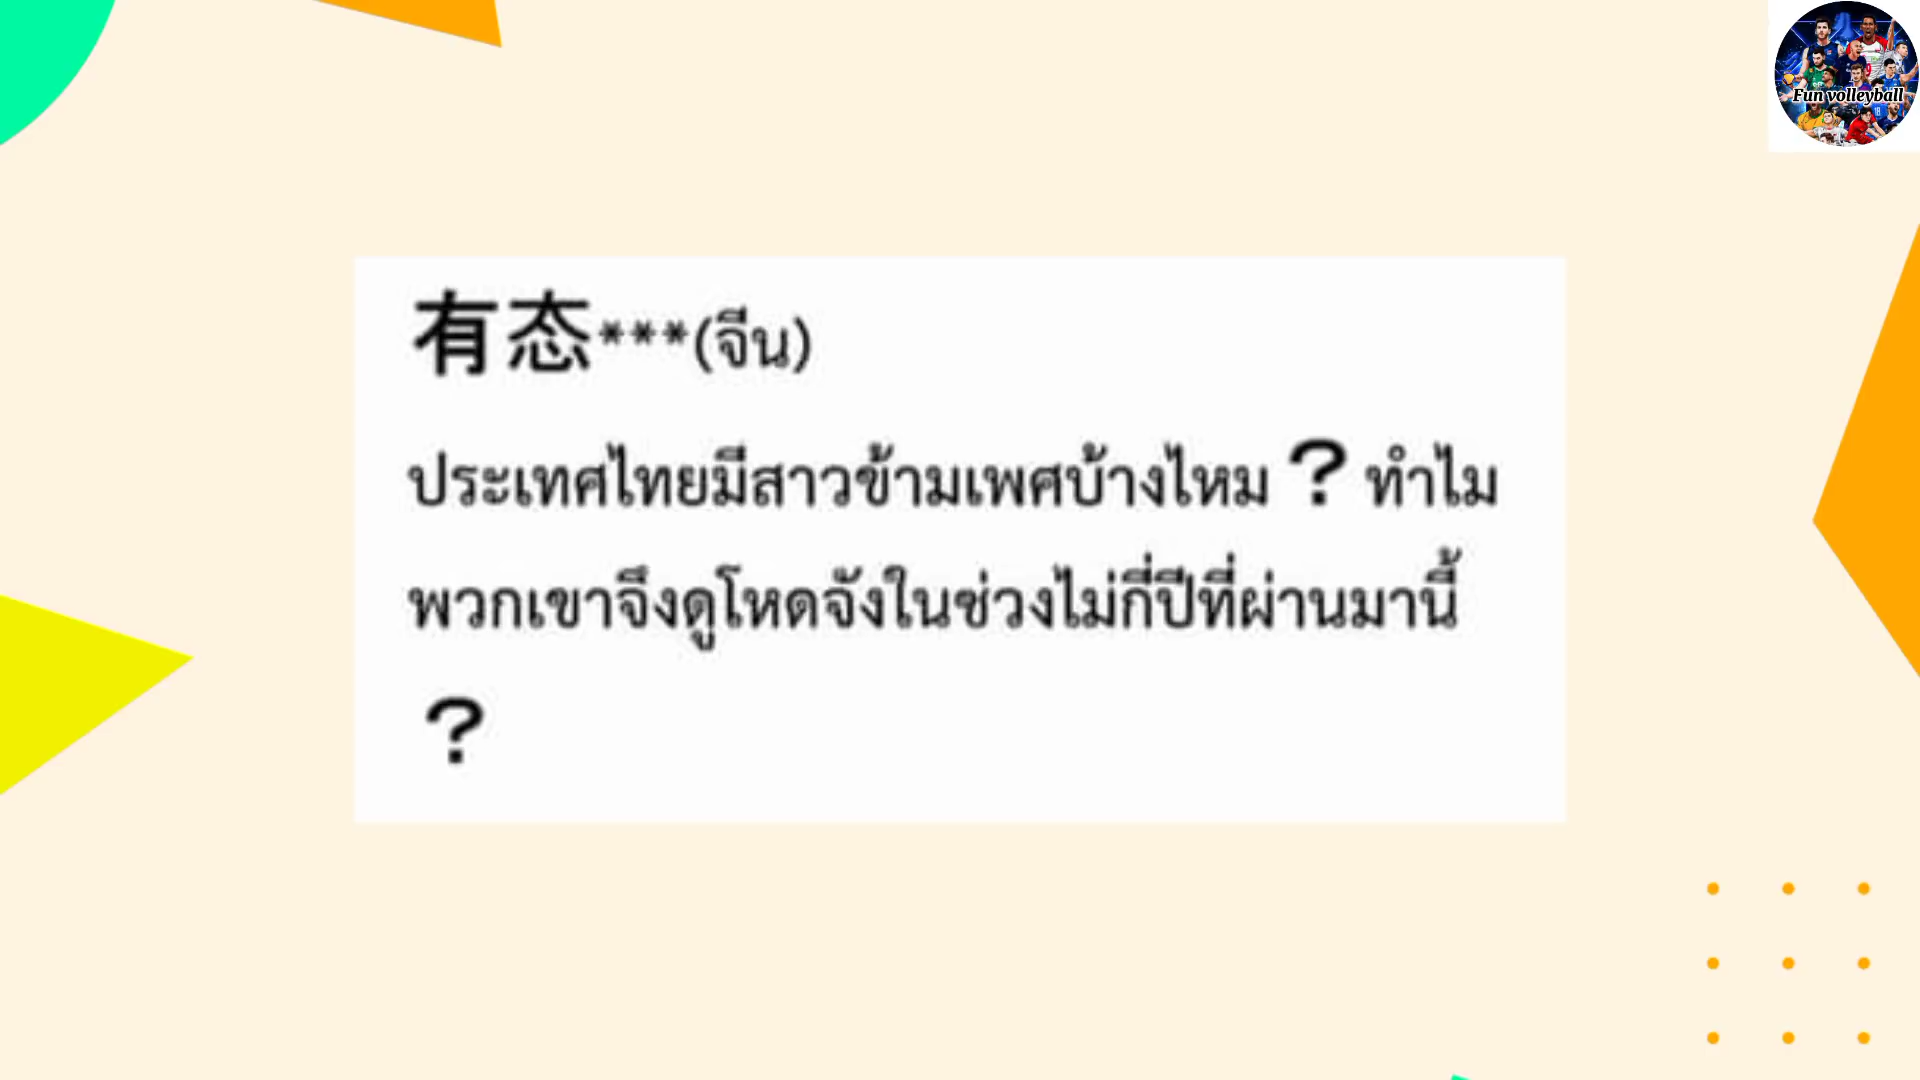 Fun volleyball
有态***(จีน)
ประเทศไทยมีสาวข้ามเพศบ้างไหม？ทำไม
พวกเขาจึงดูโหดจังในช่วงไม่กี่ปีที่ผ่านมานี้
？